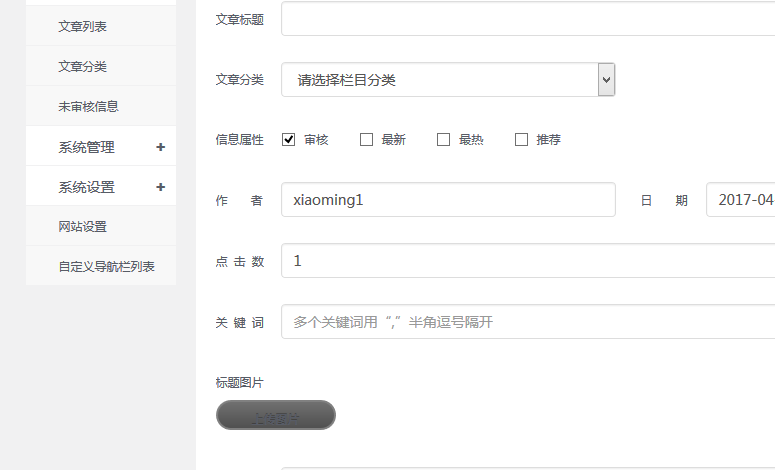 文章列表
文章分类
未审核信息
系统管理 +
系统设置 +
网站设置
自定义导航栏列表
文章标题
文章分类 请选择栏目分类
信息属性 审核 最新 最热 推荐
作 者 xiaoming1 日 期 2017-04
点 击 数 1
关 键 词 多个关键词用“,”半角逗号隔开
标题图片